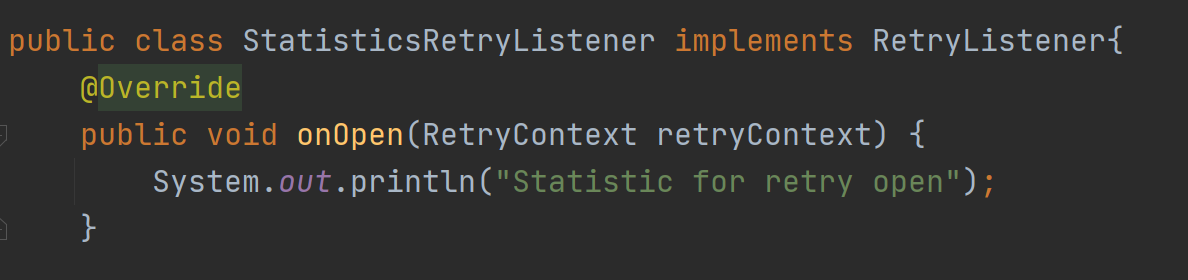 public class StatisticsRetryListener implements RetryListener{
@Override
public void onOpen(RetryContext retryContext) {
System.out.println("Statistic for retry open");
}